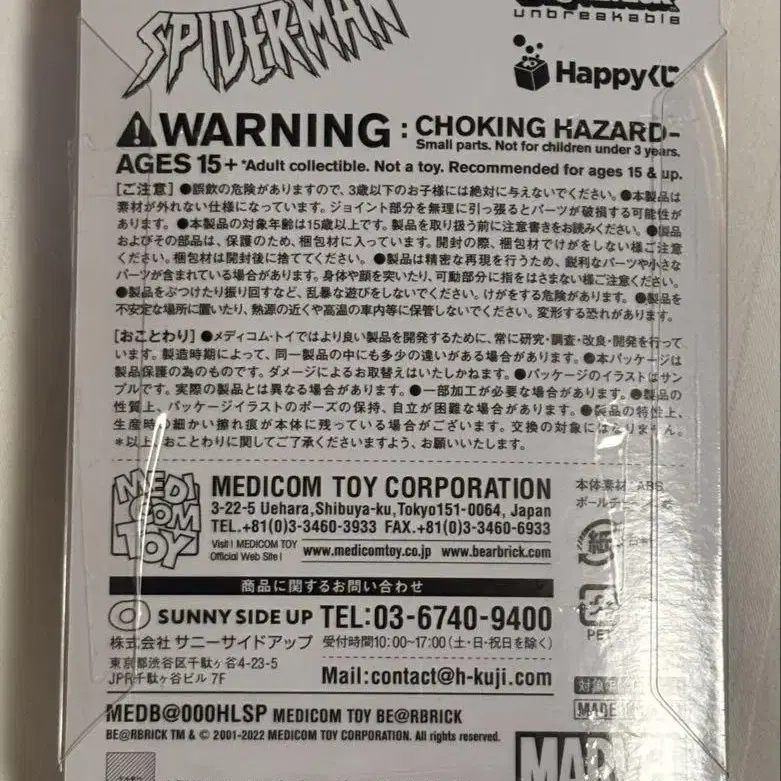 SPIDER-MAN
unbreakable
Happyくじ
WARNING : CHOKING HAZARD-
Small parts. Not for children under 3 years.
AGES 15+ *Adult collectible. Not a toy. Recommended for ages 15 & up.
[ご注意] ●誤飲の危険がありますので、3歳以下のお子様には絶対に与えないでください。●本製品は
素材が外れない仕様になっています。ジョイント部分を無理に引っ張るとパーツが破損する可能性が
あります。●本製品の対象年齢は15歳以上です。製品を取り扱う前に注意書きをお読みください。●製品
およびその部品は、保護のため、梱包材に入っています。開封の際、梱包材でけがをしない様ご注意
ください。梱包材は開封後に捨ててください。●製品は精密な再現を行うため、鋭利なパーツや小さな
パーツが含まれている場合があります。身体や顔を突いたり、可動部分に指をはさまない様ご注意ください。
●製品をぶつけたり振り回すなど、乱暴な遊びをしないでください。けがをする危険があります。●製品を
不安定な場所に置いたり、熱源の近くや高温の車内等に保管しないでください。変形する恐れがあります。
[おことわり] ●メディコム・トイではより良い製品を開発するために、常に研究・調査・改良・開発を行って
います。製造時期によって、同一製品の中にも多少の違いがある場合があります。●本パッケージは
製品保護の為のものです。ダメージによるお取替えはいたしかねます。●パッケージのイラストはサン
プルです。実際の製品とは異なる場合があります。●一部加工が必要な場合があります。●製品の
性質上、パッケージイラストのポーズの保持、自立が困難な場合があります。●製品の特性上、
生産時の細かい擦れ痕が本体に残っている場合がございます。交換の対象にはなりません。
*以上、おことわりに関してご了承くださいますよう、お願いいたします。
MEDI COM TOY
MEDICOM TOY CORPORATION
3-22-5 Uehara,Shibuya-ku,Tokyo151-0064, Japan
TEL.+81(0)3-3460-3933 FAX.+81(0)3-3460-6933
Visit! MEDICOM TOY
Official Web Site!
www.medicomtoy.co.jp www.bearbrick.com
本体素材 ABS
紙
PET
商品に関するお問い合わせ
SUNNY SIDE UP TEL:03-6740-9400
株式会社 サニーサイドアップ 受付時間10:00~17:00(土・日・祝日を除く)
東京都渋谷区千駄ヶ谷4-23-5
JPR千駄ヶ谷ビル 7F
Mail:contact@h-kuji.com
対象
MADE
MEDB@000HLSP MEDICOM TOY BE@RBRICK
BE@RBRICK TM & © 2001-2022 MEDICOM TOY CORPORATION. All rights reserved.
MARVEL